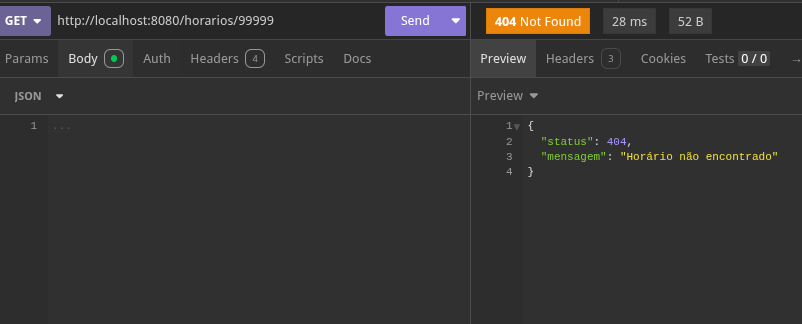 GET http://localhost:8080/horarios/99999 Send
404 Not Found 28 ms 52 B
Params Body Auth Headers 4 Scripts Docs
Preview Headers 3 Cookies Tests 0 / 0 →
JSON
Preview
1 ...
1 {
2 "status": 404,
3 "mensagem": "Horário não encontrado"
4 }